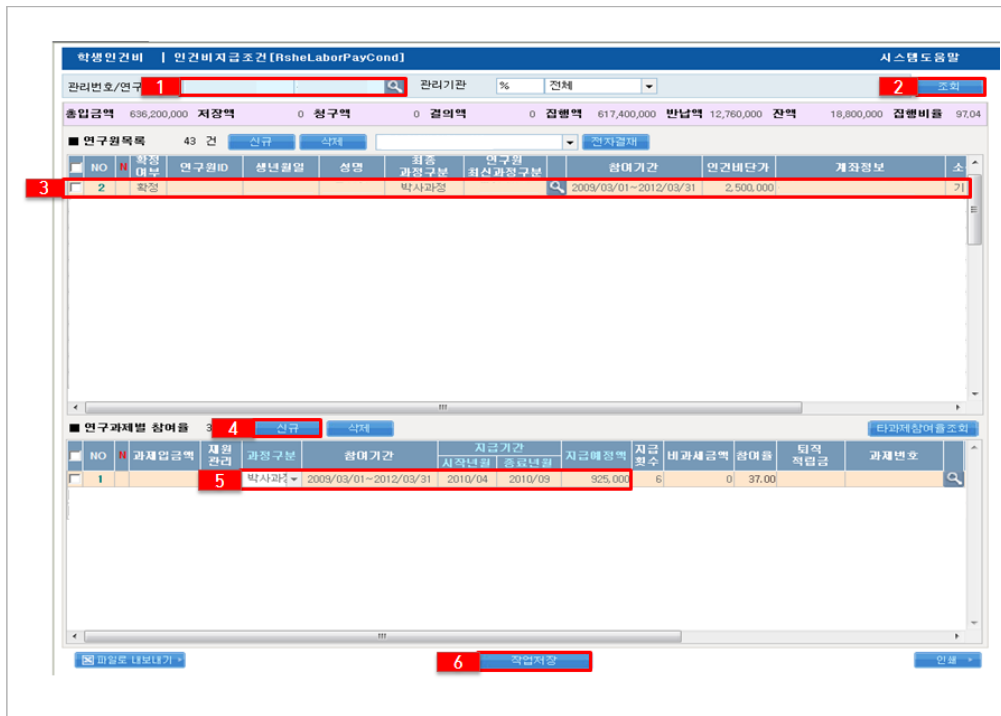 학생인건비 | 인건비지급조건[RsheLaborPayCond] 시스템도움말
관리번호/연구 1 관리기관 % 전체 2 조회
총입금액 636,200,000 저장액 0 청구액 0 결의액 0 집행액 617,400,000 반납액 12,760,000 잔액 18,800,000 집행비율 97,04
■ 연구원목록 43 건 신규 삭제 전자결재
NO N 확정여부 연구원ID 생년월일 성명 최종과정구분 연구원최신과정구분 참여기간 인건비단가 계좌정보 소
3 2 확정 박사과정 2009/03/01~2012/03/31 2,500,000 기
■ 연구과제별 참여율 3 4 신규 삭제 타과제참여율조회
NO N 과제입금액 재원관리 과정구분 참여기간 지급기간 시작년월 종료년월 지급예정액 지급횟수 비과세금액 참여율 퇴직적립금 과제번호
1 5 박사과정 2009/03/01~2012/03/31 2010/04 2010/09 925,000 6 0 37.00
파일로 내보내기 6 작업저장 인쇄